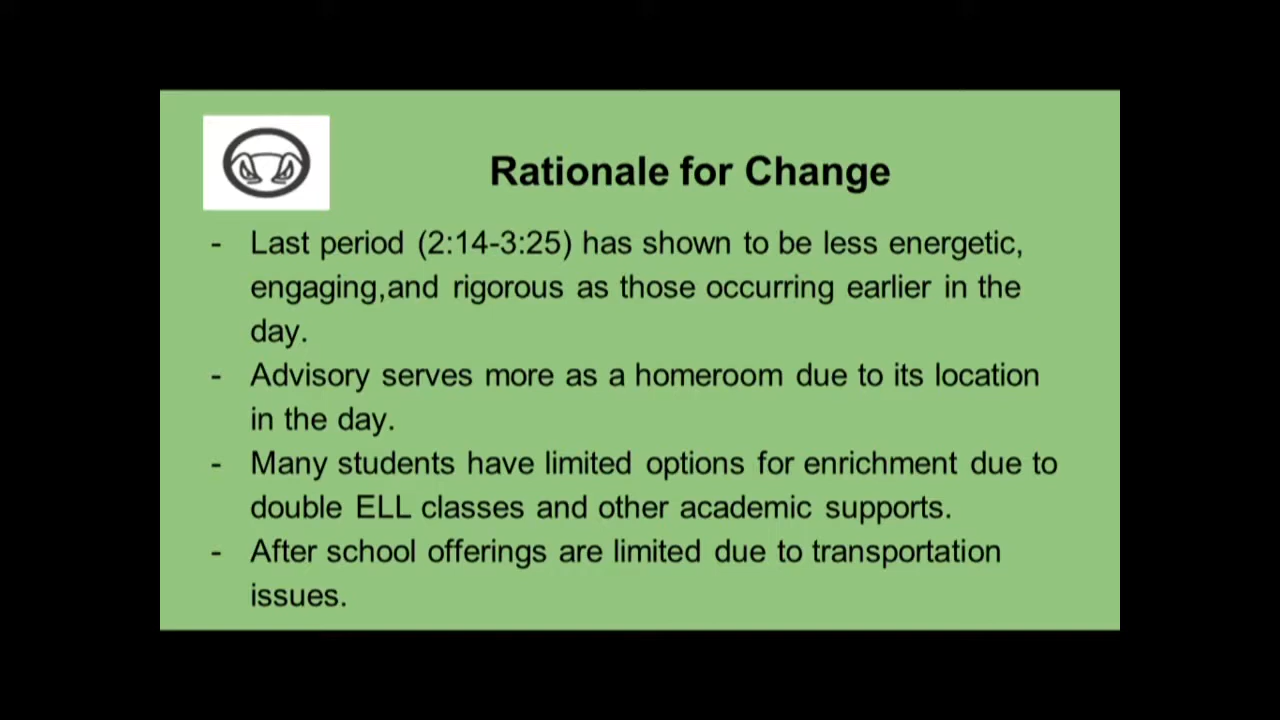 Rationale for Change
- Last period (2:14-3:25) has shown to be less energetic,
engaging,and rigorous as those occurring earlier in the
day.
- Advisory serves more as a homeroom due to its location
in the day.
- Many students have limited options for enrichment due to
double ELL classes and other academic supports.
- After school offerings are limited due to transportation
issues.